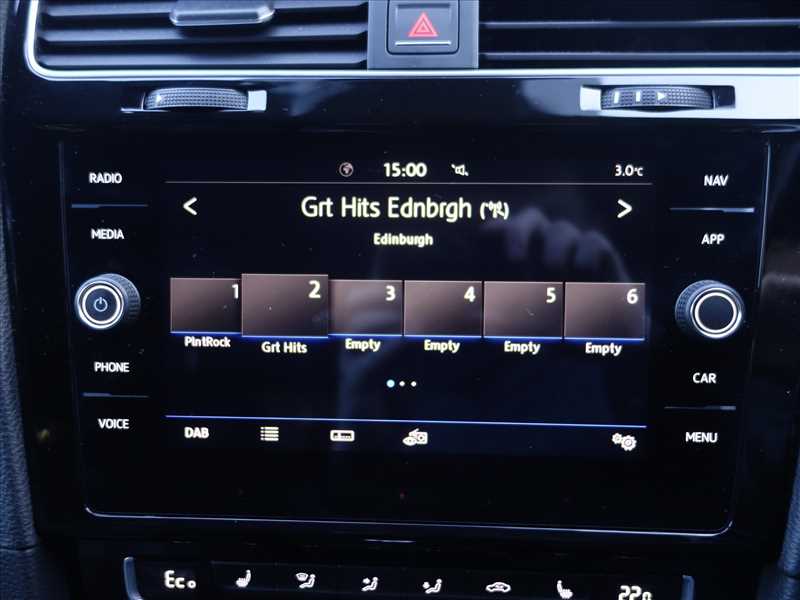 RADIO
15:00
3.0°C
NAV
Grt Hits Ednbrgh
MEDIA
Edinburgh
APP
1 2 3 4 5 6
PlntRock Grt Hits Empty Empty Empty Empty
PHONE
CAR
VOICE
DAB
MENU
Eco
22.0